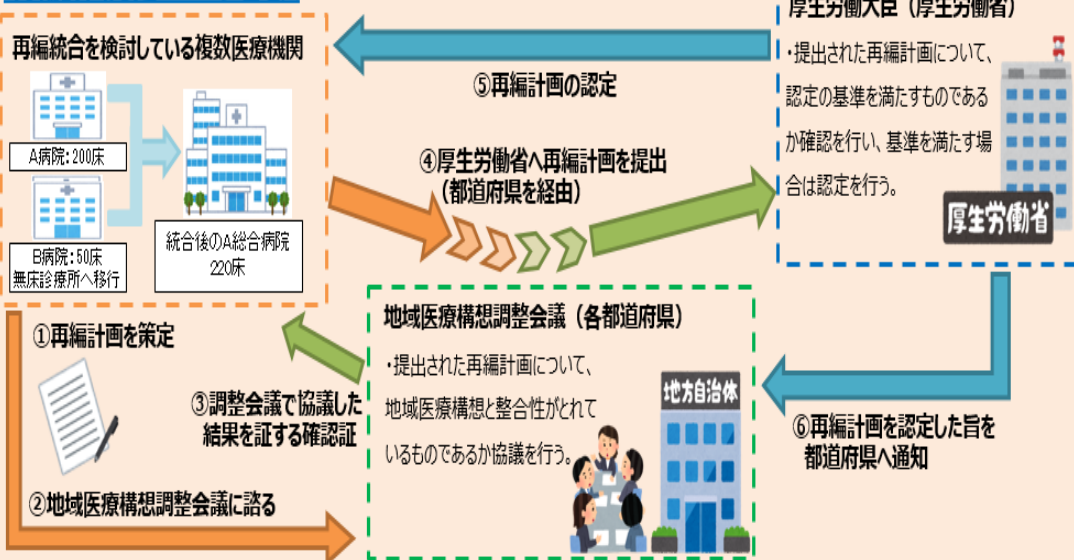 厚生労働大臣（厚生労働省）
再編統合を検討している複数医療機関
A病院：200床
B病院：50床
無床診療所へ移行
統合後のA総合病院
220床
⑤再編計画の認定
・提出された再編計画について、
認定の基準を満たすものである
か確認を行い、基準を満たす場
合は認定を行う。
厚生労働省
④厚生労働省へ再編計画を提出
（都道府県を経由）
①再編計画を策定
②地域医療構想調整会議に諮る
③調整会議で協議した
結果を証する確認証
地域医療構想調整会議（各都道府県）
・提出された再編計画について、
地域医療構想と整合性がとれて
いるものであるか協議を行う。
地方自治体
⑥再編計画を認定した旨を
都道府県へ通知